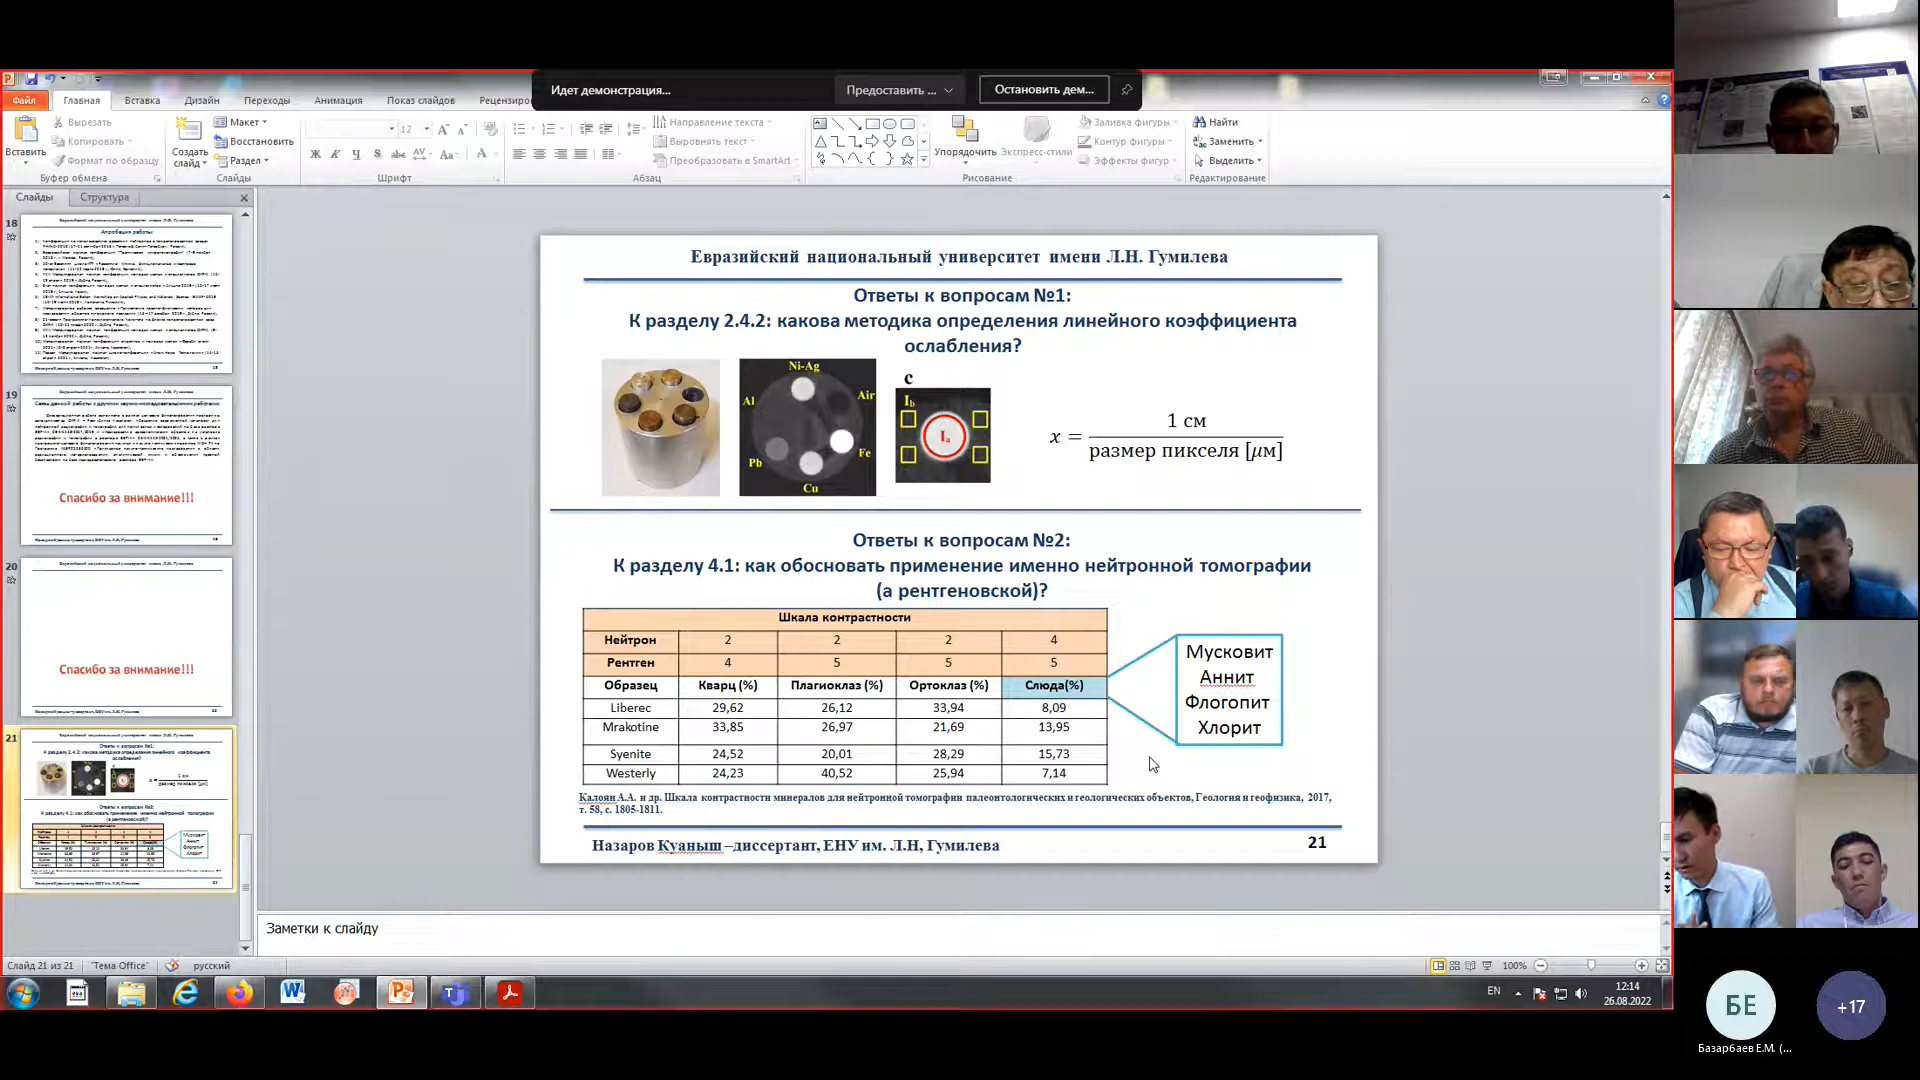 Идет демонстрация...
Предоставить ...
Остановить дем...
Файл
Главная
Вставка
Дизайн
Переходы
Анимация
Показ слайдов
Рецензиро
Вставить
Вырезать
Копировать
Формат по образцу
Буфер обмена
Создать слайд
Макет
Восстановить
Раздел
Слайды
12
Шрифт
Направление текста
Выровнять текст
Преобразовать в SmartArt
Абзац
Упорядочить
Экспресс-стили
Заливка фигуры
Контур фигуры
Эффекты фигур
Рисование
Найти
Заменить
Выделить
Редактирование
Слайды
Структура
18
19
Спасибо за внимание!!!
20
Спасибо за внимание!!!
21
Евразийский национальный университет имени Л.Н. Гумилева
Ответы к вопросам №1:
К разделу 2.4.2: какова методика определения линейного коэффициента
ослабления?
Ni-Ag
Al
Air
Pb
Fe
Cu
c
Ib
Ia
x = 1 см / размер пикселя [μм]
Ответы к вопросам №2:
К разделу 4.1: как обосновать применение именно нейтронной томографии
(а рентгеновской)?
Шкала контрастности
Нейтрон 2 2 2 4
Рентген 4 5 5 5
Образец Кварц (%) Плагиоклаз (%) Ортоклаз (%) Слюда(%)
Liberec 29,62 26,12 33,94 8,09
Mrakotine 33,85 26,97 21,69 13,95
Syenite 24,52 20,01 28,29 15,73
Westerly 24,23 40,52 25,94 7,14
Мусковит
Аннит
Флогопит
Хлорит
Калоян А.А. и др. Шкала контрастности минералов для нейтронной томографии палеонтологических и геологических объектов, Геология и геофизика, 2017,
т. 58, с. 1805-1811.
Назаров Куаныш –диссертант, ЕНУ им. Л.Н, Гумилева
21
Заметки к слайду
Слайд 21 из 21
"Тема Office"
русский
100%
EN
12:14
26.08.2022
БЕ
Базарбаев Е.М. (...
+17